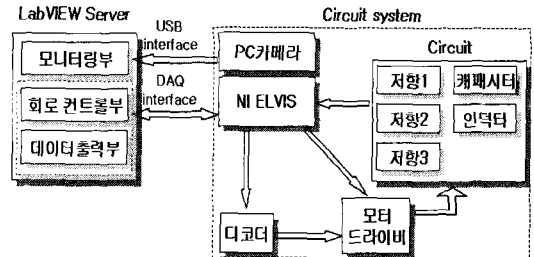 LabVIEW Server
USB
interface
DAQ
interface
Circuit system
모니터링부
회로 컨트롤부
데이터 출력부
PC카메라
NI ELVIS
Circuit
저항1
캐패시터
저항2
인덕타
저항3
디코더
모터
드라이비